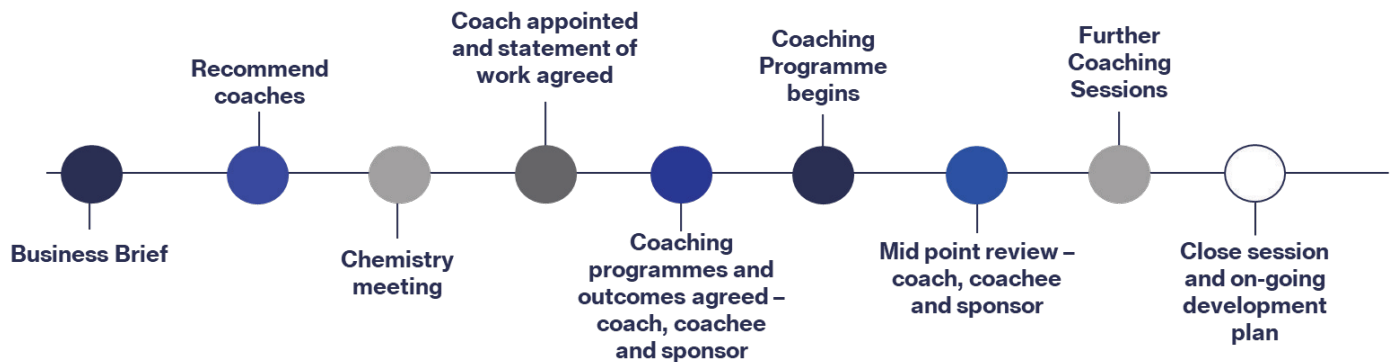 Business Brief
Recommend
coaches
Chemistry
meeting
Coach appointed
and statement of
work agreed
Coaching
programmes and
outcomes agreed –
coach, coachee
and sponsor
Coaching
Programme
begins
Mid point review –
coach, coachee
and sponsor
Further
Coaching
Sessions
Close session
and on-going
development
plan